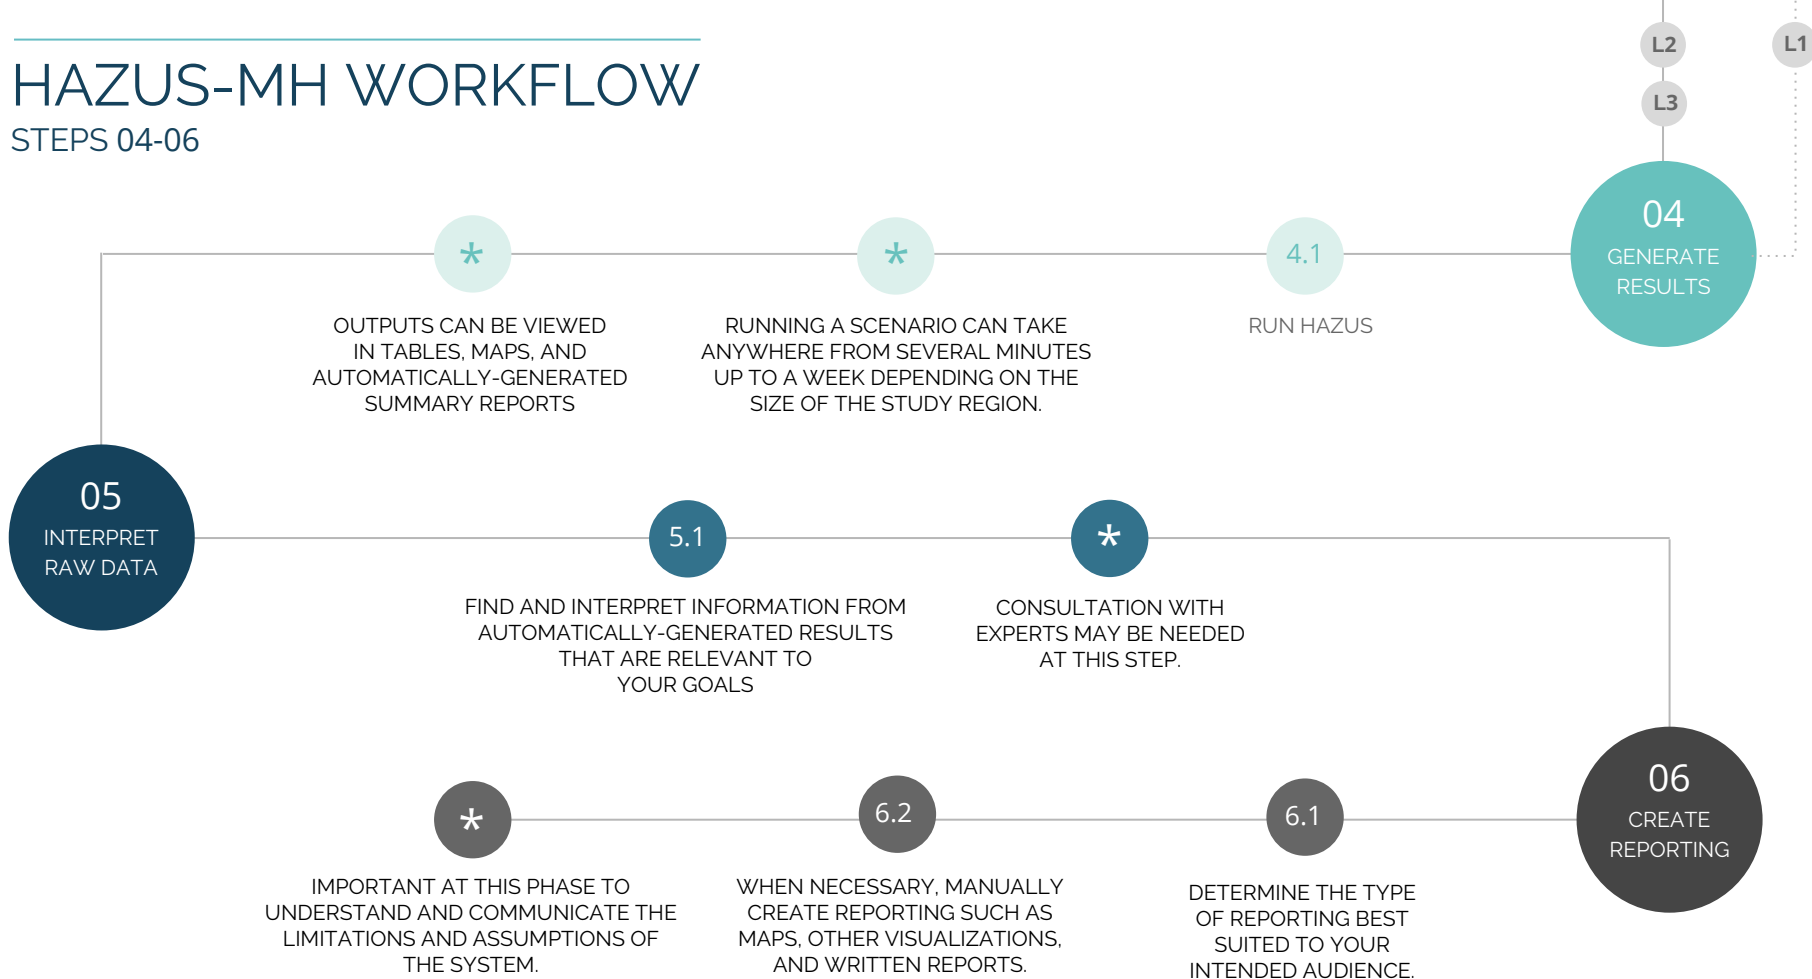 HAZUS-MH WORKFLOW
STEPS 04-06
L2
L1
L3
04
GENERATE
RESULTS
4.1
RUN HAZUS
*
RUNNING A SCENARIO CAN TAKE
ANYWHERE FROM SEVERAL MINUTES
UP TO A WEEK DEPENDING ON THE
SIZE OF THE STUDY REGION.
*
OUTPUTS CAN BE VIEWED
IN TABLES, MAPS, AND
AUTOMATICALLY-GENERATED
SUMMARY REPORTS
05
INTERPRET
RAW DATA
5.1
FIND AND INTERPRET INFORMATION FROM
AUTOMATICALLY-GENERATED RESULTS
THAT ARE RELEVANT TO
YOUR GOALS
*
CONSULTATION WITH
EXPERTS MAY BE NEEDED
AT THIS STEP.
06
CREATE
REPORTING
6.1
DETERMINE THE TYPE
OF REPORTING BEST
SUITED TO YOUR
INTENDED AUDIENCE.
6.2
WHEN NECESSARY, MANUALLY
CREATE REPORTING SUCH AS
MAPS, OTHER VISUALIZATIONS,
AND WRITTEN REPORTS.
*
IMPORTANT AT THIS PHASE TO
UNDERSTAND AND COMMUNICATE THE
LIMITATIONS AND ASSUMPTIONS OF
THE SYSTEM.